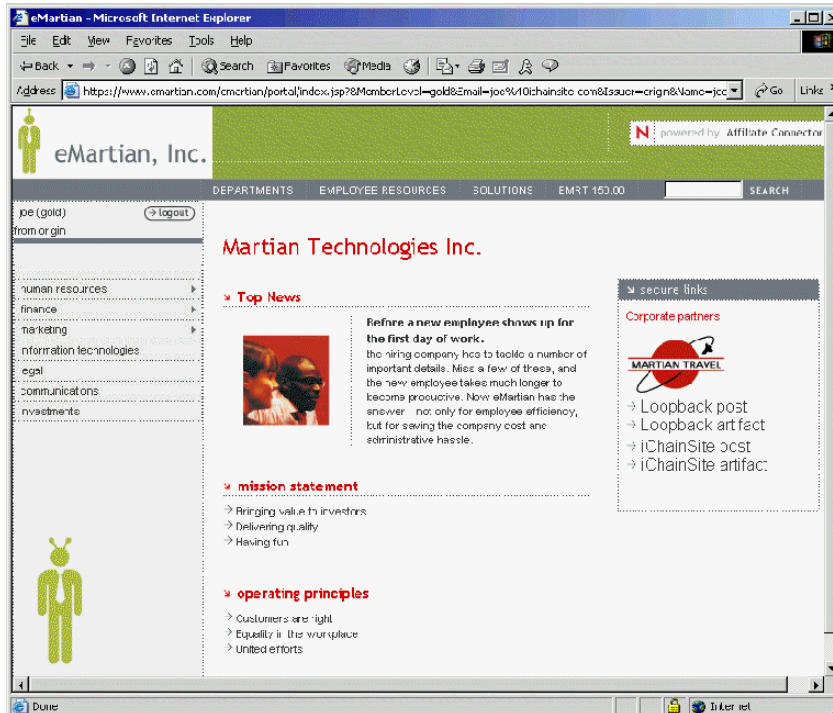 eMartian - Microsoft Internet Explorer
File Edit View Favorites Tools Help
Back Search Favorites Media
Address https://www.emartian.com/emartian/portal/index.jsp?&MemberLevel=gold&Email=joe%40ichainsite.com&Issuer=origin&Name=joe Go Links
eMartian, Inc.
N powered by Affiliate Connector
DEPARTMENTS EMPLOYEE RESOURCES SOLUTIONS EMRT 150.00 SEARCH
joe (gold) logout
from origin
human resources
finance
marketing
information technologies
legal
communications
investments
Martian Technologies Inc.
Top News
Before a new employee shows up for
the first day of work.
the hiring company has to tackle a number of
important details. Miss a few of these, and
the new employee takes much longer to
become productive. Now eMartian has the
answer not only for employee efficiency,
but for saving the company cost and
administrative hassle.
mission statement
Bringing value to investors
Delivering quality
Having fun
operating principles
Customers are right
Equality in the workplace
United efforts
secure links
Corporate partners
MARTIAN TRAVEL
Loopback post
Loopback artifact
iChainSite post
iChainSite artifact
Done Internet